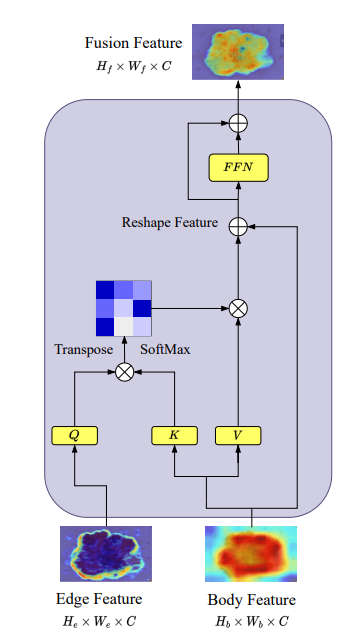 Fusion Feature
H_f × W_f × C
FFN
Reshape Feature
Transpose SoftMax
Q K V
Edge Feature Body Feature
H_e × W_e × C H_b × W_b × C